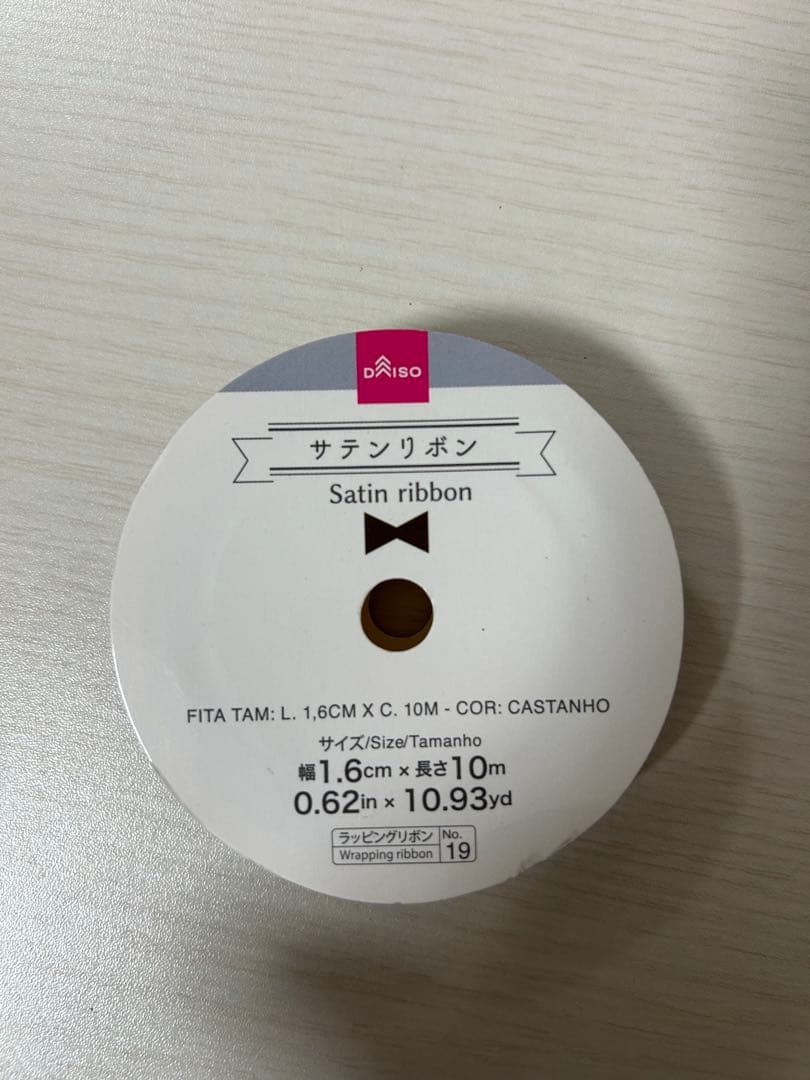 DAISO
サテンリボン
Satin ribbon
FITA TAM: L. 1,6CM X C. 10M - COR: CASTANHO
サイズ/Size/Tamanho
幅1.6cm × 長さ10m
0.62in × 10.93yd
ラッピングリボン No.
Wrapping ribbon 19